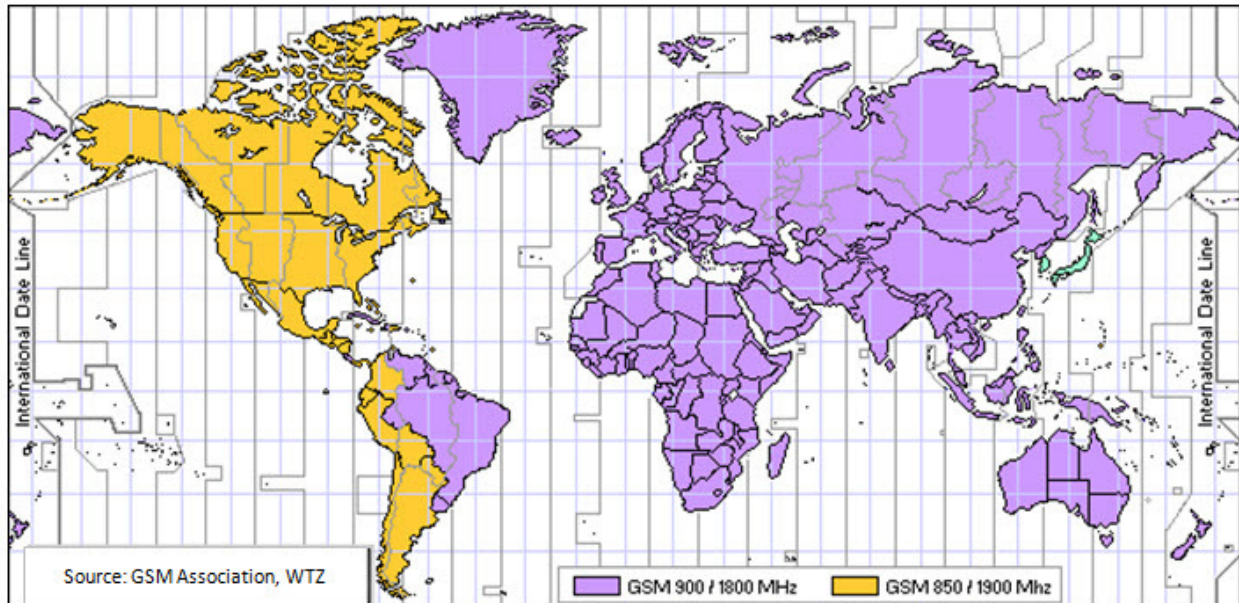 International Date Line
International Date Line
Source: GSM Association, WTZ
GSM 900 / 1800 MHz
GSM 850 / 1900 Mhz